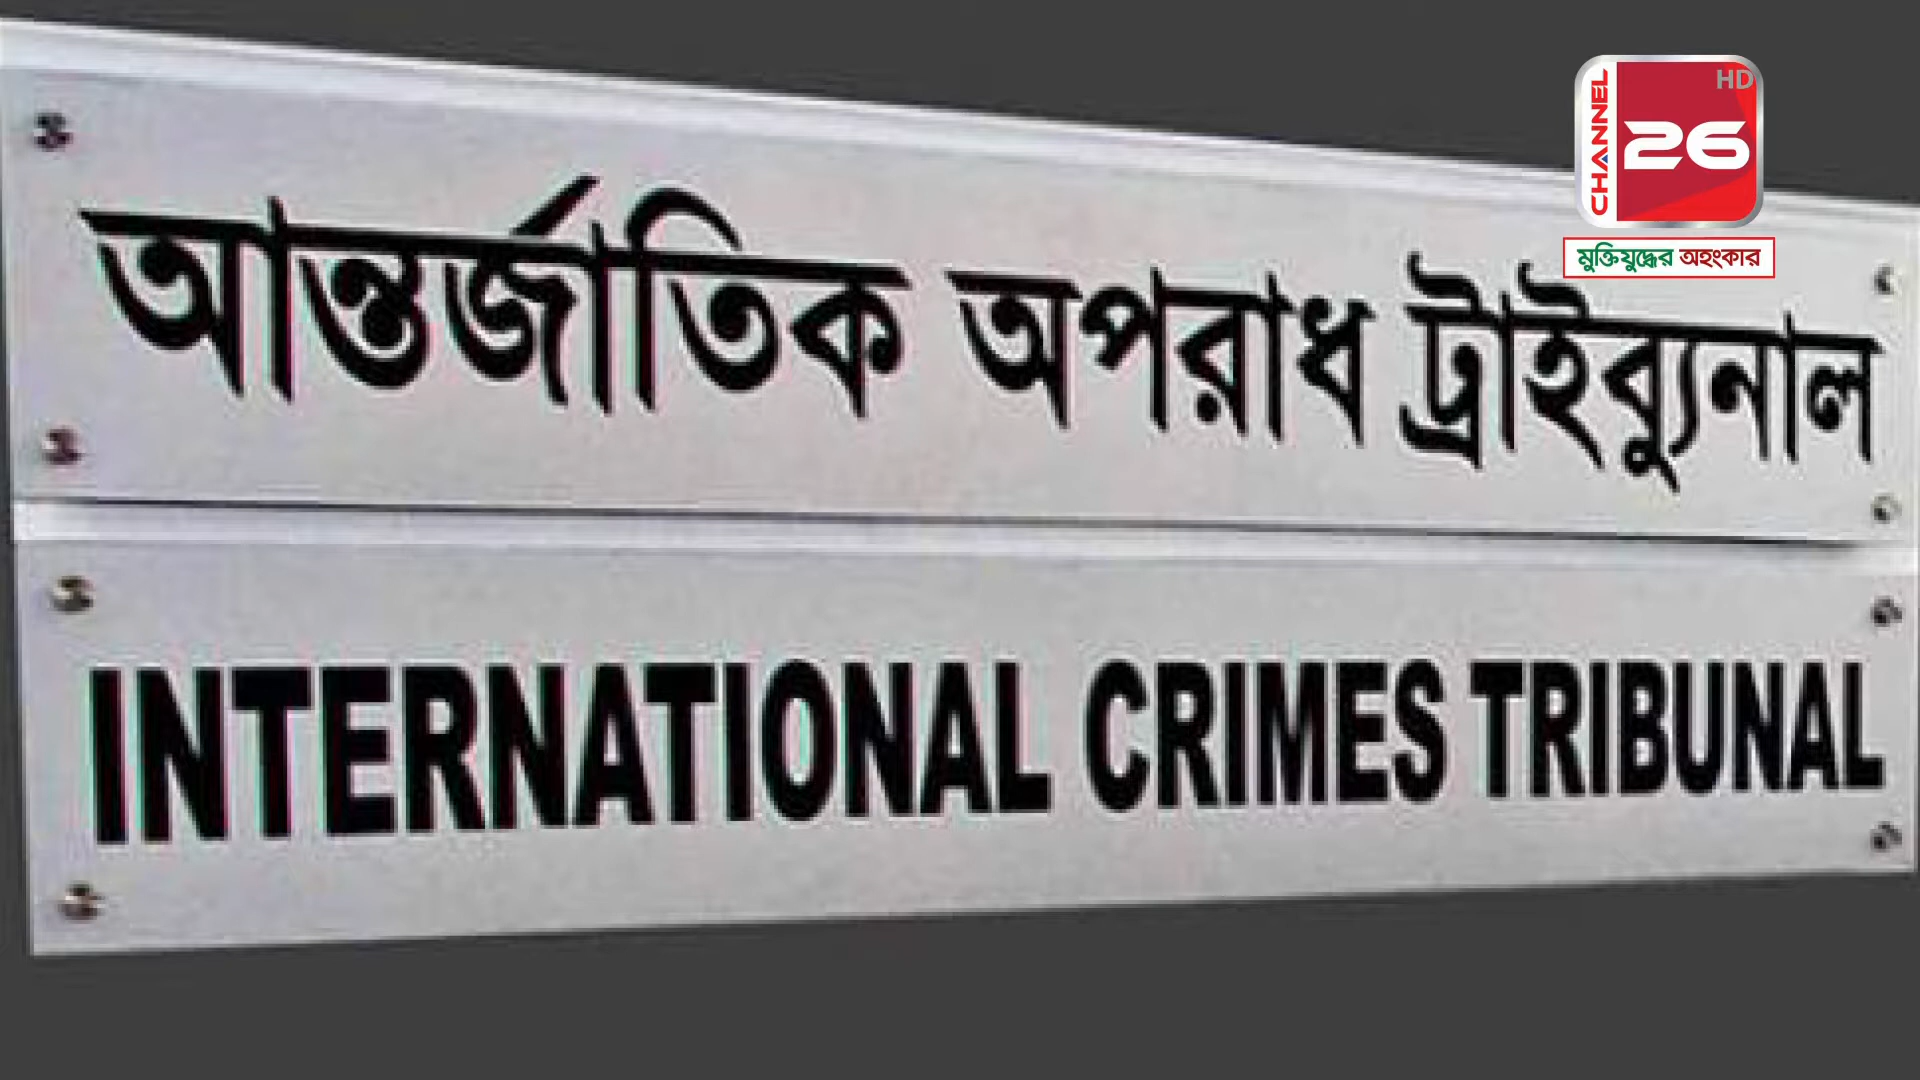 HD
CHANNEL
26
মুক্তিযুদ্ধের অহংকার
আন্তর্জাতিক অপরাধ ট্রাইব্যুনাল
INTERNATIONAL CRIMES TRIBUNAL